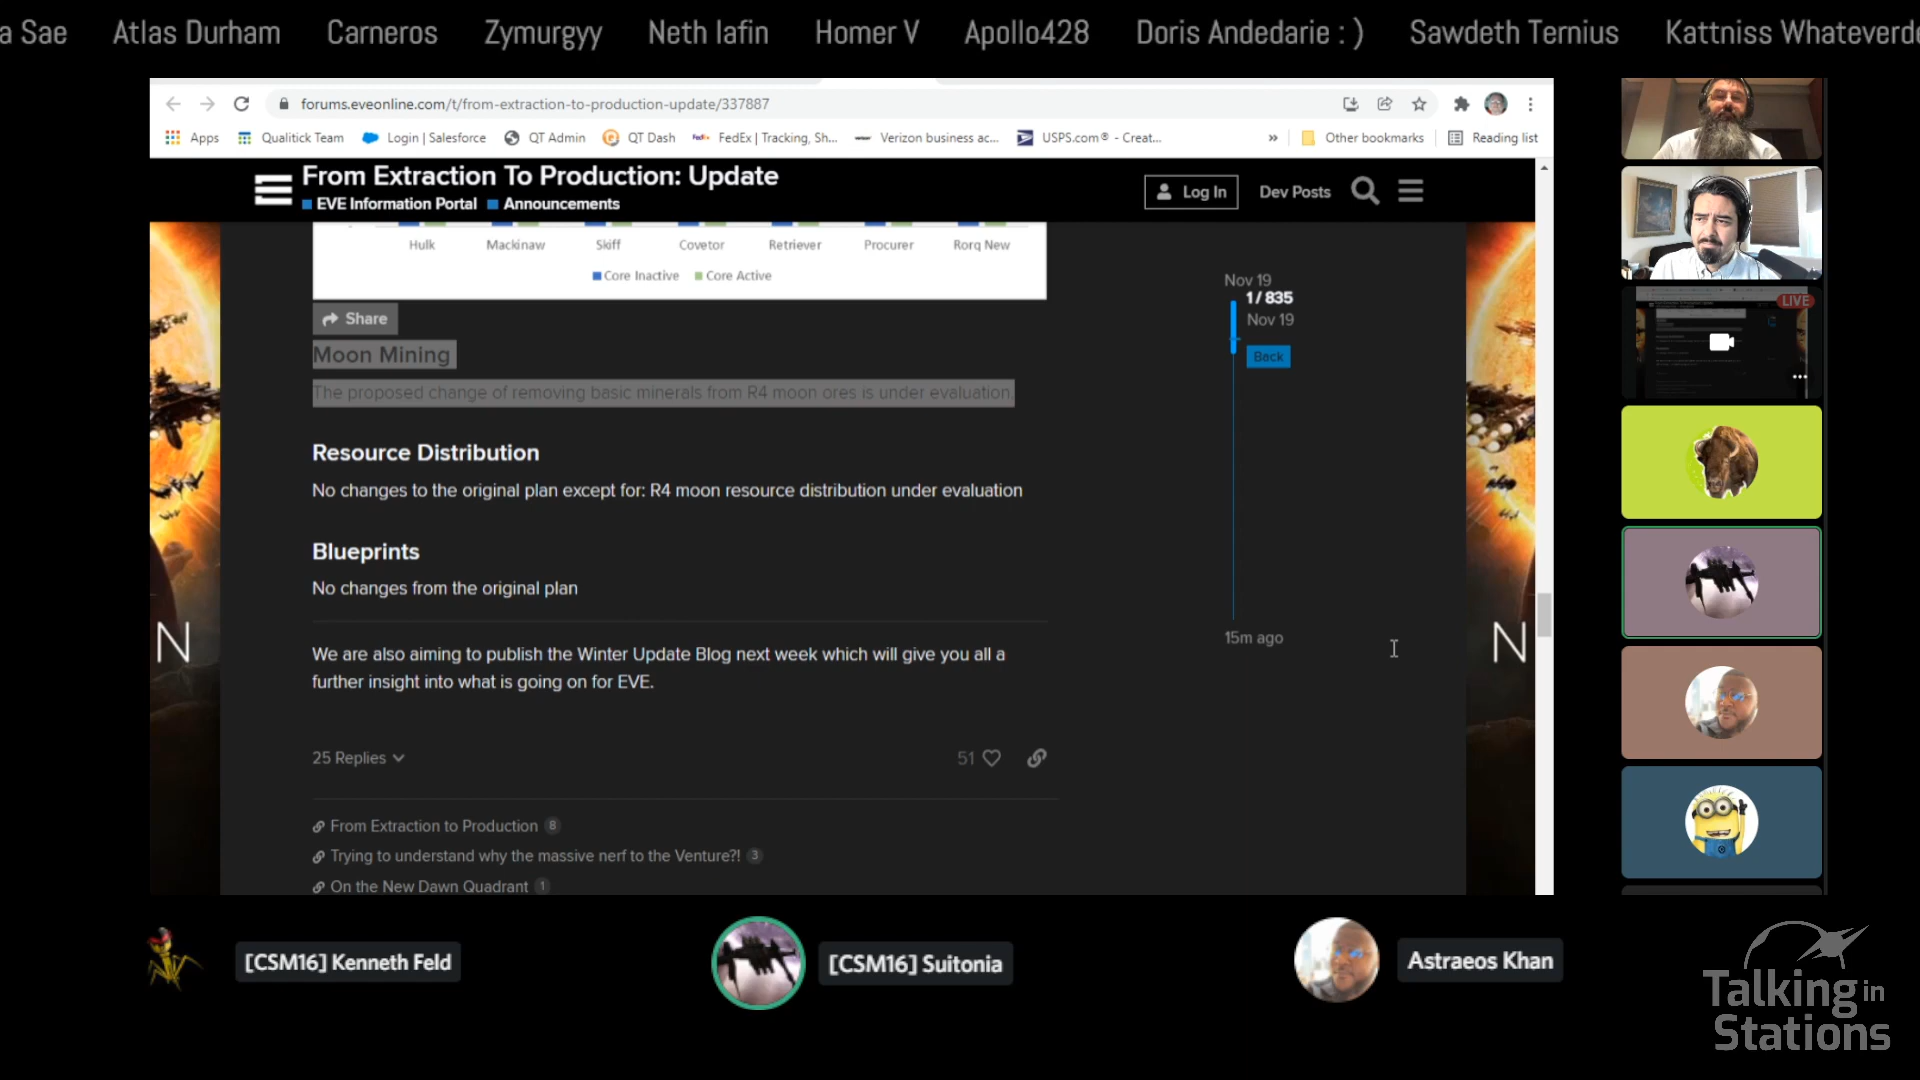 a Sae Atlas Durham Carneros Zymurgyy Neth Iafin Homer V Apollo428 Doris Andedarie : ) Sawdeth Ternius Kattniss Whateverde
forums.eveonline.com/t/from-extraction-to-production-update/337887
Apps Qualitick Team Login | Salesforce QT Admin QT Dash FedEx | Tracking, Sh... Verizon business ac... USPS.com® - Creat... » Other bookmarks Reading list
From Extraction To Production: Update
EVE Information Portal Announcements
Log In Dev Posts
Hulk Mackinaw Skiff Covetor Retriever Procurer Rorq New
Core Inactive Core Active
Nov 19
1 / 835
Nov 19
Back
15m ago
Share
Moon Mining
The proposed change of removing basic minerals from R4 moon ores is under evaluation.
Resource Distribution
No changes to the original plan except for: R4 moon resource distribution under evaluation
Blueprints
No changes from the original plan
We are also aiming to publish the Winter Update Blog next week which will give you all a
further insight into what is going on for EVE.
25 Replies 51
From Extraction to Production 8
Trying to understand why the massive nerf to the Venture?! 3
On the New Dawn Quadrant 1
N
N
LIVE
[CSM16] Kenneth Feld
[CSM16] Suitonia
Astraeos Khan
Talking in
Stations